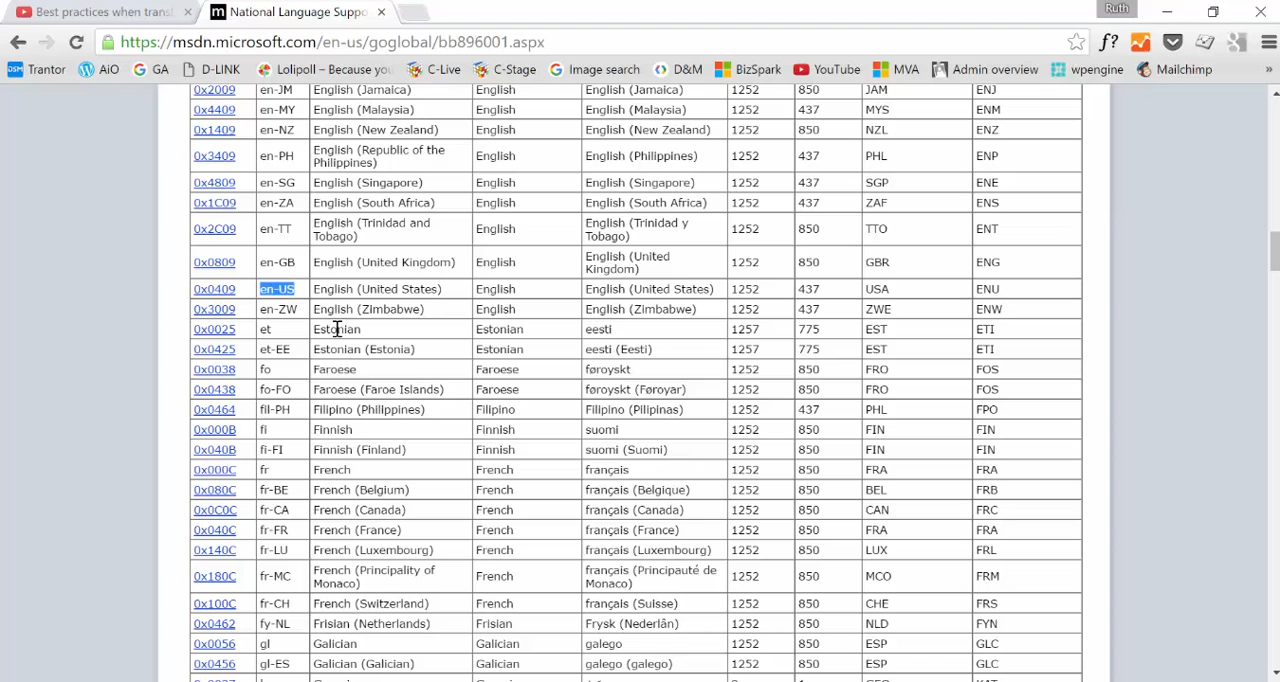 Best practices when transf
National Language Suppo
Ruth
https://msdn.microsoft.com/en-us/goglobal/bb896001.aspx
f?
DSM Trantor AiO GA D-LINK Lolipoll – Because you C-Live C-Stage Image search D&M BizSpark YouTube MVA Admin overview wpengine Mailchimp »
0x2009 en-JM English (Jamaica) English English (Jamaica) 1252 850 JAM ENJ
0x4409 en-MY English (Malaysia) English English (Malaysia) 1252 437 MYS ENM
0x1409 en-NZ English (New Zealand) English English (New Zealand) 1252 850 NZL ENZ
0x3409 en-PH English (Republic of the Philippines) English English (Philippines) 1252 437 PHL ENP
0x4809 en-SG English (Singapore) English English (Singapore) 1252 437 SGP ENE
0x1C09 en-ZA English (South Africa) English English (South Africa) 1252 437 ZAF ENS
0x2C09 en-TT English (Trinidad and Tobago) English English (Trinidad y Tobago) 1252 850 TTO ENT
0x0809 en-GB English (United Kingdom) English English (United Kingdom) 1252 850 GBR ENG
0x0409 en-US English (United States) English English (United States) 1252 437 USA ENU
0x3009 en-ZW English (Zimbabwe) English English (Zimbabwe) 1252 437 ZWE ENW
0x0025 et Estonian Estonian eesti 1257 775 EST ETI
0x0425 et-EE Estonian (Estonia) Estonian eesti (Eesti) 1257 775 EST ETI
0x0038 fo Faroese Faroese føroyskt 1252 850 FRO FOS
0x0438 fo-FO Faroese (Faroe Islands) Faroese føroyskt (Føroyar) 1252 850 FRO FOS
0x0464 fil-PH Filipino (Philippines) Filipino Filipino (Pilipinas) 1252 437 PHL FPO
0x000B fi Finnish Finnish suomi 1252 850 FIN FIN
0x040B fi-FI Finnish (Finland) Finnish suomi (Suomi) 1252 850 FIN FIN
0x000C fr French French français 1252 850 FRA FRA
0x080C fr-BE French (Belgium) French français (Belgique) 1252 850 BEL FRB
0x0C0C fr-CA French (Canada) French français (Canada) 1252 850 CAN FRC
0x040C fr-FR French (France) French français (France) 1252 850 FRA FRA
0x140C fr-LU French (Luxembourg) French français (Luxembourg) 1252 850 LUX FRL
0x180C fr-MC French (Principality of Monaco) French français (Principauté de Monaco) 1252 850 MCO FRM
0x100C fr-CH French (Switzerland) French français (Suisse) 1252 850 CHE FRS
0x0462 fy-NL Frisian (Netherlands) Frisian Frysk (Nederlân) 1252 850 NLD FYN
0x0056 gl Galician Galician galego 1252 850 ESP GLC
0x0456 gl-ES Galician (Galician) Galician galego (galego) 1252 850 ESP GLC